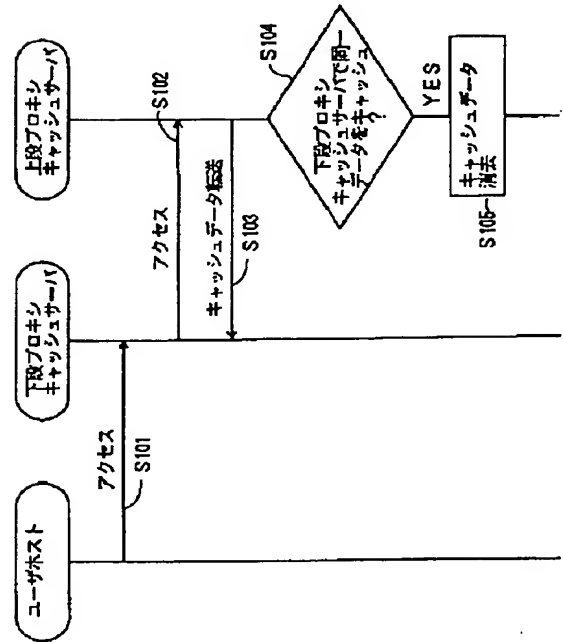 ユーザホスト
下段プロキシ
キャッシュサーバ
上段プロキシ
キャッシュサーバ
アクセス
S101
アクセス
S102
キャッシュデータ転送
S103
下段プロキシ
キャッシュサーバで同一
データをキャッシュ
?
S104
YES
キャッシュデータ
消去
S105